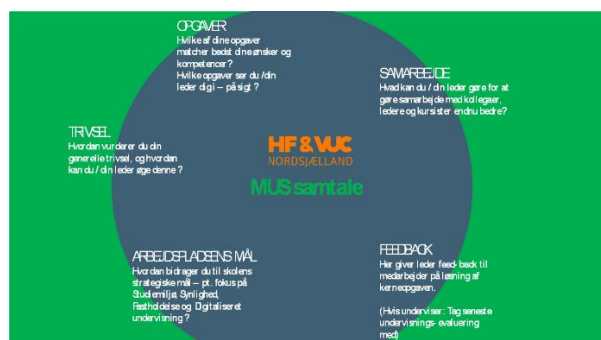 OPGAVER
Hvilke af dine opgaver
matcher bedst dine ønsker og
kompetencer ?
Hvilke opgaver ser du /din
leder dig i – på sigt ?
SAMARBEJDE
Hvad kan du / din leder gøre for at
gøre samarbejde med kollegaer,
ledere og kursister endnu bedre?
TRIVSEL
Hvordan vurderer du din
generelle trivsel, og hvordan
kan du / din leder øge denne ?
HF & VUC
NORDSJÆLLAND
MUS samtale
ARBEJDSPLADSENS MÅL
Hvordan bidrager du til skolens
strategiske mål – pt. fokus på
Studiemiljø, Synlighed,
Fastholdelse og Digitaliseret
undervisning ?
FEEDBACK
Her giver leder feed- back til
medarbejder på løsning af
kerneopgaven.
(Hvis underviser: Tag seneste
undervisnings- evaluering
med)